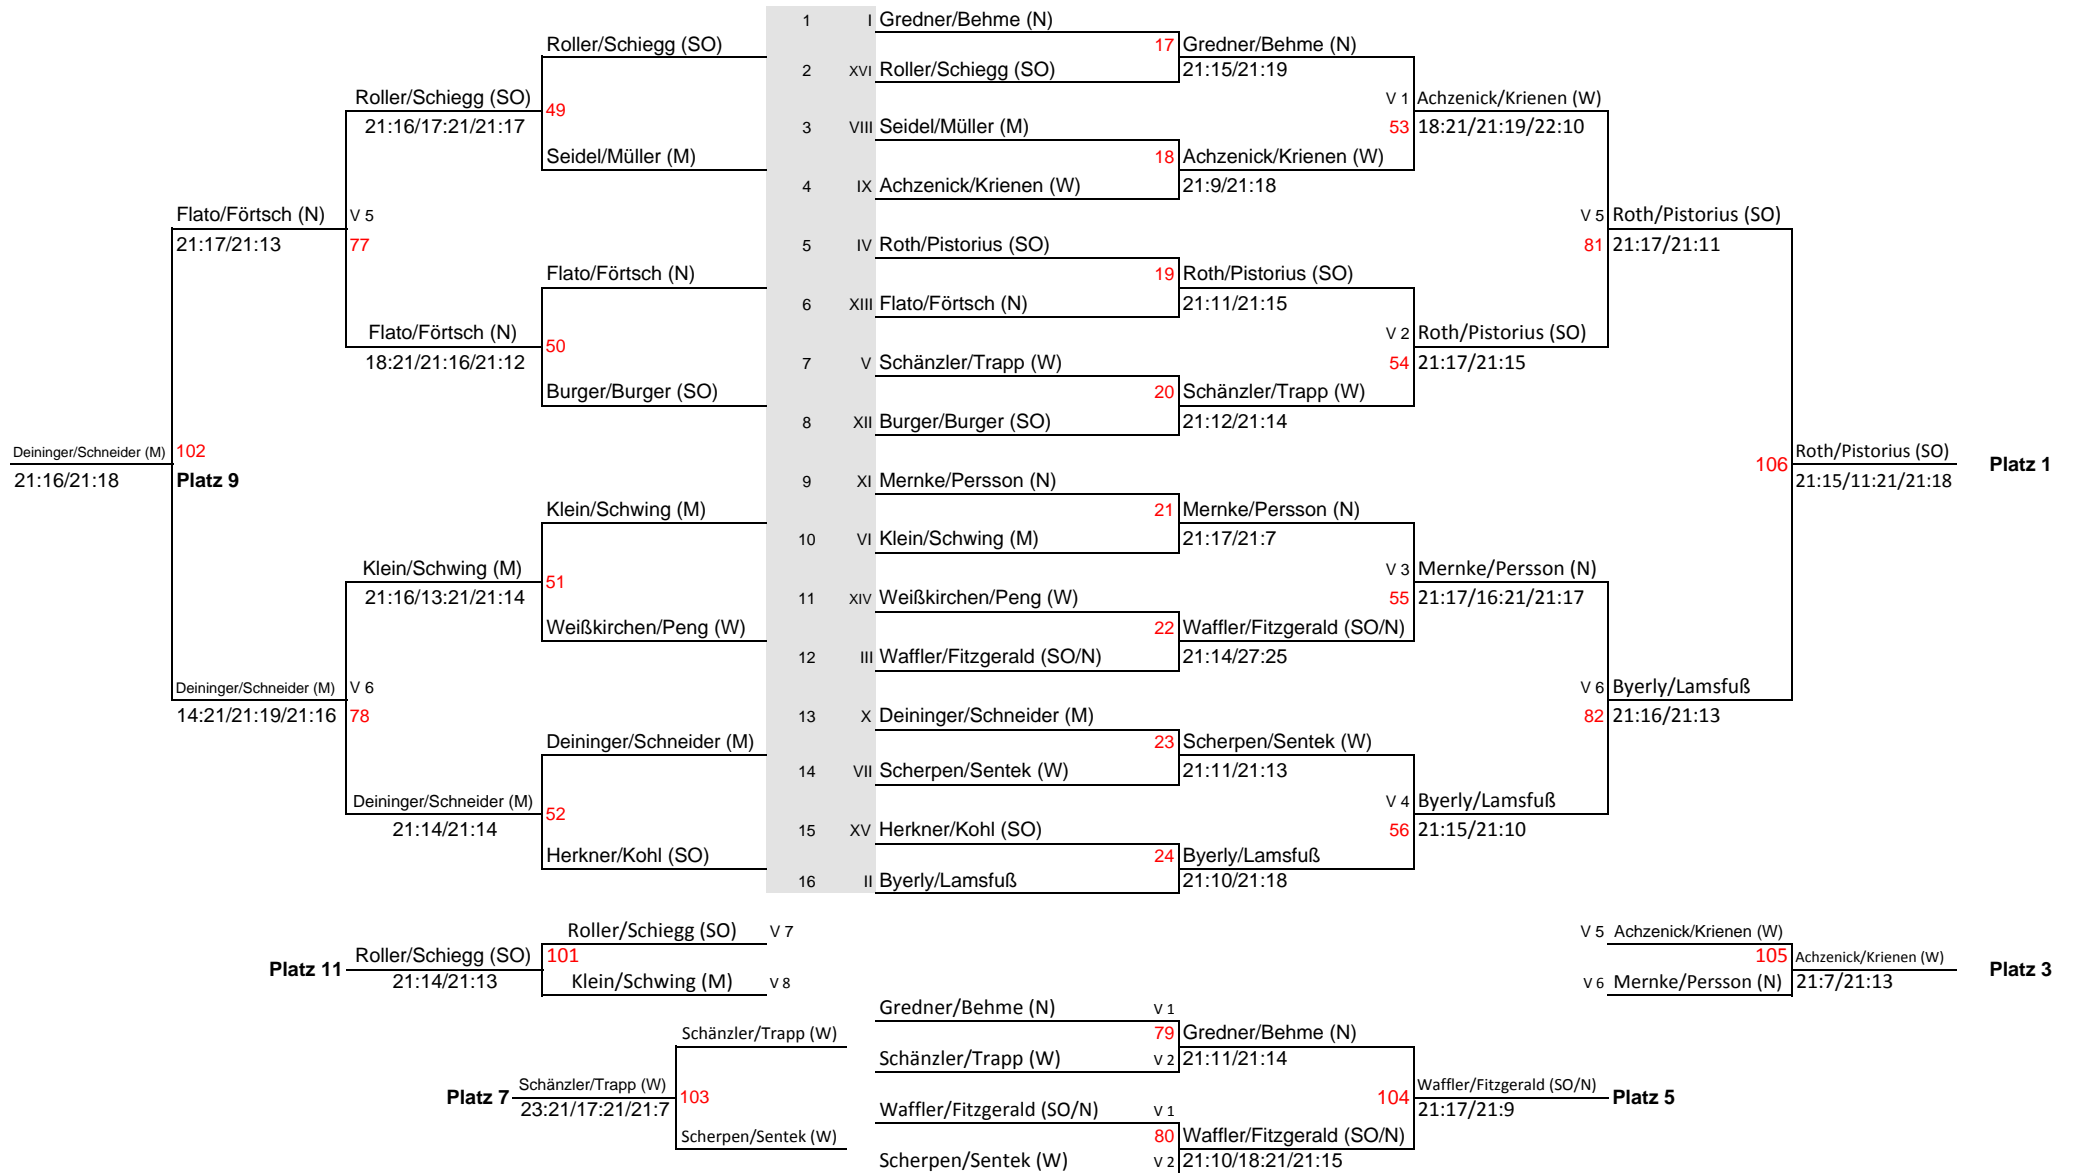 1 I Gredner/Behme (N)
Roller/Schiegg (SO) 17 Gredner/Behme (N)
2 XVI Roller/Schiegg (SO) 21:15/21:19
Roller/Schiegg (SO) 49 V 1 Achzenick/Krienen (W)
21:16/17:21/21:17 3 VIII Seidel/Müller (M) 53 18:21/21:19/22:10
Seidel/Müller (M) 18 Achzenick/Krienen (W)
4 IX Achzenick/Krienen (W) 21:9/21:18
Flato/Förtsch (N) V 5 V 5 Roth/Pistorius (SO)
21:17/21:13 77 5 IV Roth/Pistorius (SO) 81 21:17/21:11
Flato/Förtsch (N) 19 Roth/Pistorius (SO)
6 XIII Flato/Förtsch (N) 21:11/21:15
Flato/Förtsch (N) 50 V 2 Roth/Pistorius (SO)
18:21/21:16/21:12 7 V Schänzler/Trapp (W) 54 21:17/21:15
Burger/Burger (SO) 20 Schänzler/Trapp (W)
8 XII Burger/Burger (SO) 21:12/21:14
Deininger/Schneider (M) 102 106 Roth/Pistorius (SO) Platz 1
21:16/21:18 Platz 9 9 XI Mernke/Persson (N) 21:15/11:21/21:18
Klein/Schwing (M) 21 Mernke/Persson (N)
10 VI Klein/Schwing (M) 21:17/21:7
Klein/Schwing (M) 51 V 3 Mernke/Persson (N)
21:16/13:21/21:14 11 XIV Weißkirchen/Peng (W) 55 21:17/16:21/21:17
Weißkirchen/Peng (W) 22 Waffler/Fitzgerald (SO/N)
12 III Waffler/Fitzgerald (SO/N) 21:14/27:25
Deininger/Schneider (M) V 6 V 6 Byerly/Lamsfuß
14:21/21:19/21:16 78 13 X Deininger/Schneider (M) 82 21:16/21:13
Deininger/Schneider (M) 23 Scherpen/Sentek (W)
14 VII Scherpen/Sentek (W) 21:11/21:13
Deininger/Schneider (M) 52 V 4 Byerly/Lamsfuß
21:14/21:14 15 XV Herkner/Kohl (SO) 56 21:15/21:10
Herkner/Kohl (SO) 24 Byerly/Lamsfuß
16 II Byerly/Lamsfuß 21:10/21:18
Roller/Schiegg (SO) V 7 V 5 Achzenick/Krienen (W)
Platz 11 Roller/Schiegg (SO) 101 105 Achzenick/Krienen (W) Platz 3
21:14/21:13 Klein/Schwing (M) V 8 V 6 Mernke/Persson (N) 21:7/21:13
Gredner/Behme (N) V 1
Schänzler/Trapp (W) 79 Gredner/Behme (N)
Schänzler/Trapp (W) V 2 21:11/21:14
Platz 7 Schänzler/Trapp (W) 103 104 Waffler/Fitzgerald (SO/N) Platz 5
23:21/17:21/21:7 Waffler/Fitzgerald (SO/N) V 1 21:17/21:9
Scherpen/Sentek (W) 80 Waffler/Fitzgerald (SO/N)
Scherpen/Sentek (W) V 2 21:10/18:21/21:15